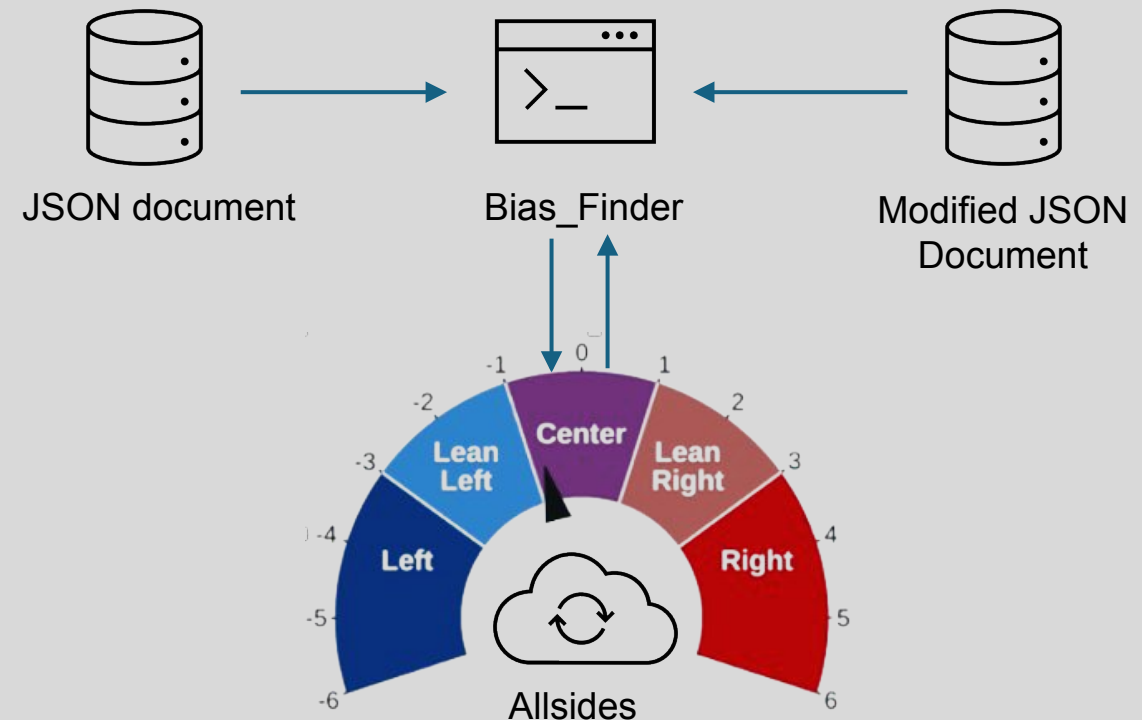 JSON document
Bias_Finder
Modified JSON
Document
0
-1
1
-2
2
Center
Lean
Left
Lean
Right
-3
3
-4
4
Left
Right
-5
5
-6
6
Allsides